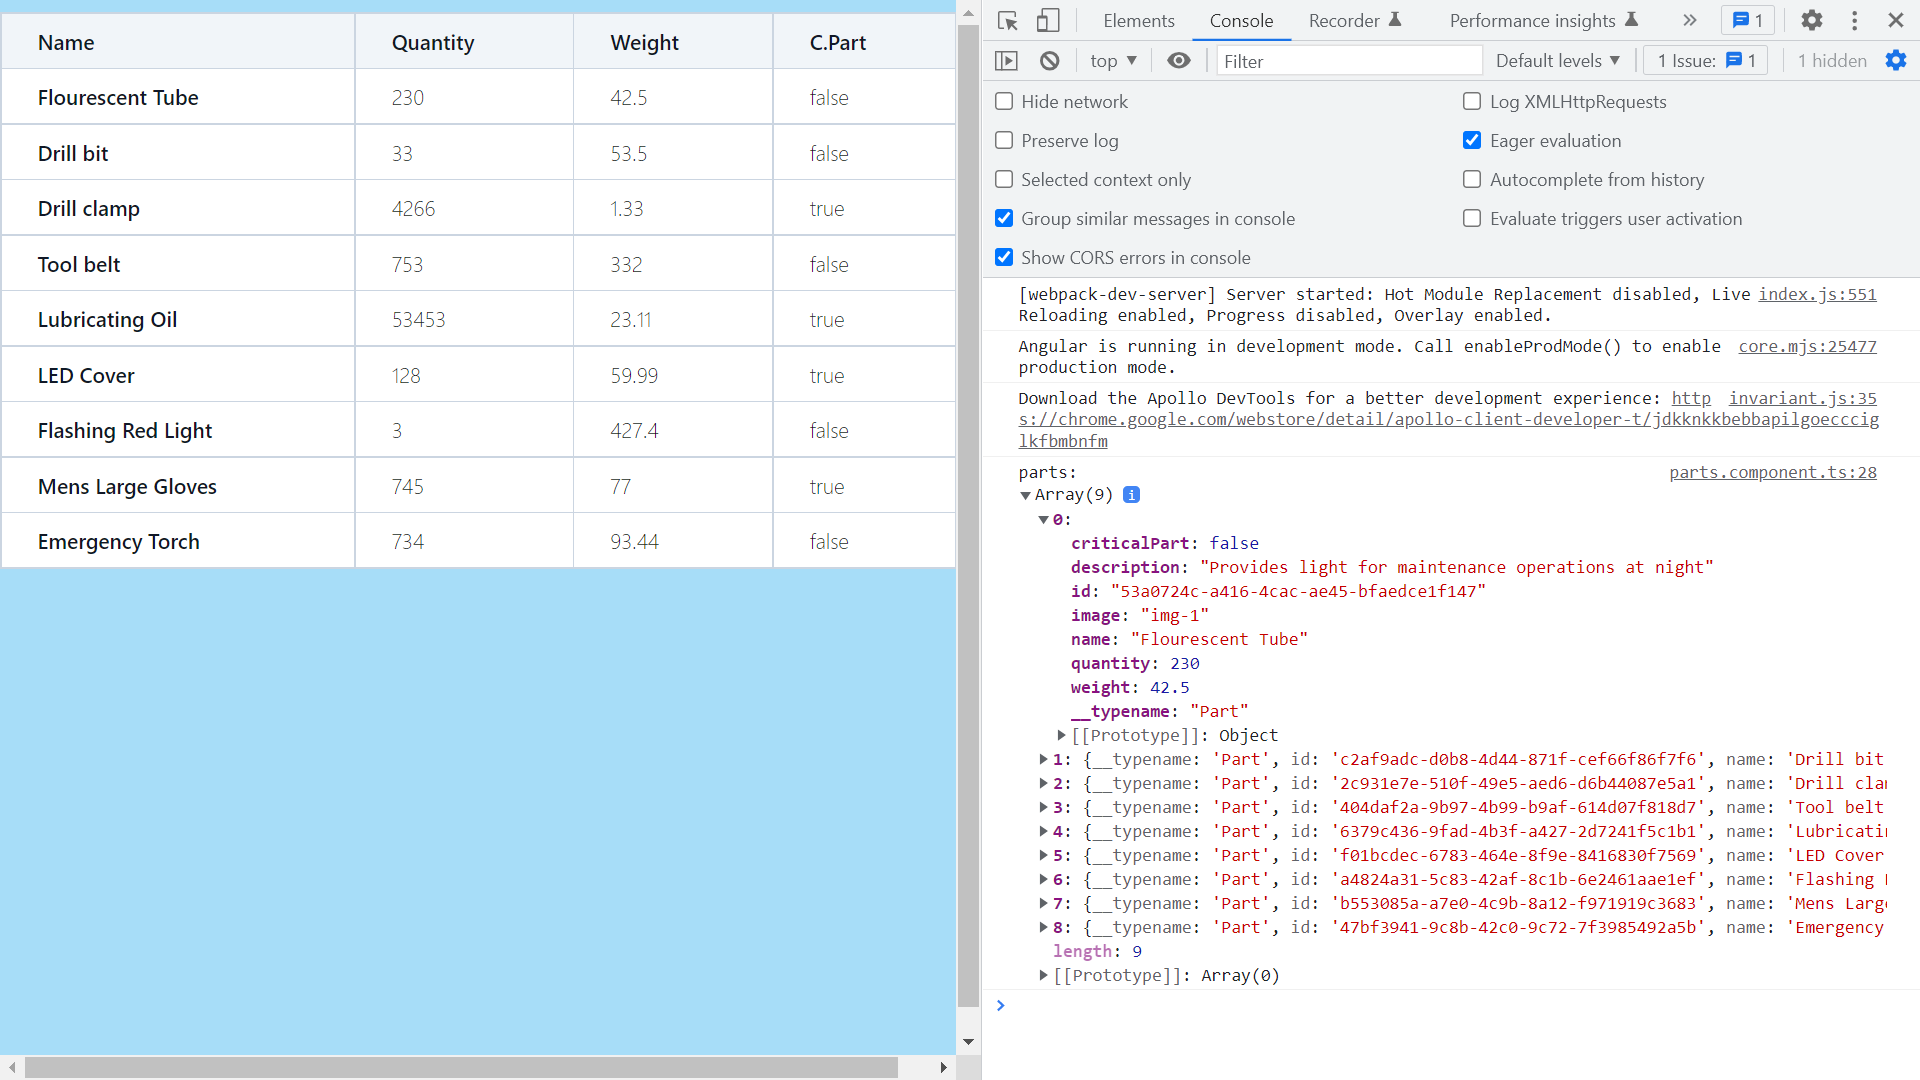 Name Quantity Weight C.Part
Flourescent Tube 230 42.5 false
Drill bit 33 53.5 false
Drill clamp 4266 1.33 true
Tool belt 753 332 false
Lubricating Oil 53453 23.11 true
LED Cover 128 59.99 true
Flashing Red Light 3 427.4 false
Mens Large Gloves 745 77 true
Emergency Torch 734 93.44 false
Elements Console Recorder Performance insights » 1
top ▼ Filter Default levels ▼ 1 Issue: 1 1 hidden
Hide network Log XMLHttpRequests
Preserve log Eager evaluation
Selected context only Autocomplete from history
Group similar messages in console Evaluate triggers user activation
Show CORS errors in console
[webpack-dev-server] Server started: Hot Module Replacement disabled, Live index.js:551
Reloading enabled, Progress disabled, Overlay enabled.
Angular is running in development mode. Call enableProdMode() to enable core.mjs:25477
production mode.
Download the Apollo DevTools for a better development experience: http invariant.js:35
s://chrome.google.com/webstore/detail/apollo-client-developer-t/jdkknkkbebbapilgoeccciglkfbmbnfm
parts: parts.component.ts:28
▼Array(9) i
▼0:
criticalPart: false
description: "Provides light for maintenance operations at night"
id: "53a0724c-a416-4cac-ae45-bfaedce1f147"
image: "img-1"
name: "Flourescent Tube"
quantity: 230
weight: 42.5
__typename: "Part"
▶[[Prototype]]: Object
▶1: {__typename: 'Part', id: 'c2af9adc-d0b8-4d44-871f-cef66f86f7f6', name: 'Drill bit
▶2: {__typename: 'Part', id: '2c931e7e-510f-49e5-aed6-d6b44087e5a1', name: 'Drill cla
▶3: {__typename: 'Part', id: '404daf2a-9b97-4b99-b9af-614d07f818d7', name: 'Tool belt
▶4: {__typename: 'Part', id: '6379c436-9fad-4b3f-a427-2d7241f5c1b1', name: 'Lubricati
▶5: {__typename: 'Part', id: 'f01bcdec-6783-464e-8f9e-8416830f7569', name: 'LED Cover
▶6: {__typename: 'Part', id: 'a4824a31-5c83-42af-8c1b-6e2461aae1ef', name: 'Flashing
▶7: {__typename: 'Part', id: 'b553085a-a7e0-4c9b-8a12-f971919c3683', name: 'Mens Larg
▶8: {__typename: 'Part', id: '47bf3941-9c8b-42c0-9c72-7f3985492a5b', name: 'Emergency
length: 9
▶[[Prototype]]: Array(0)